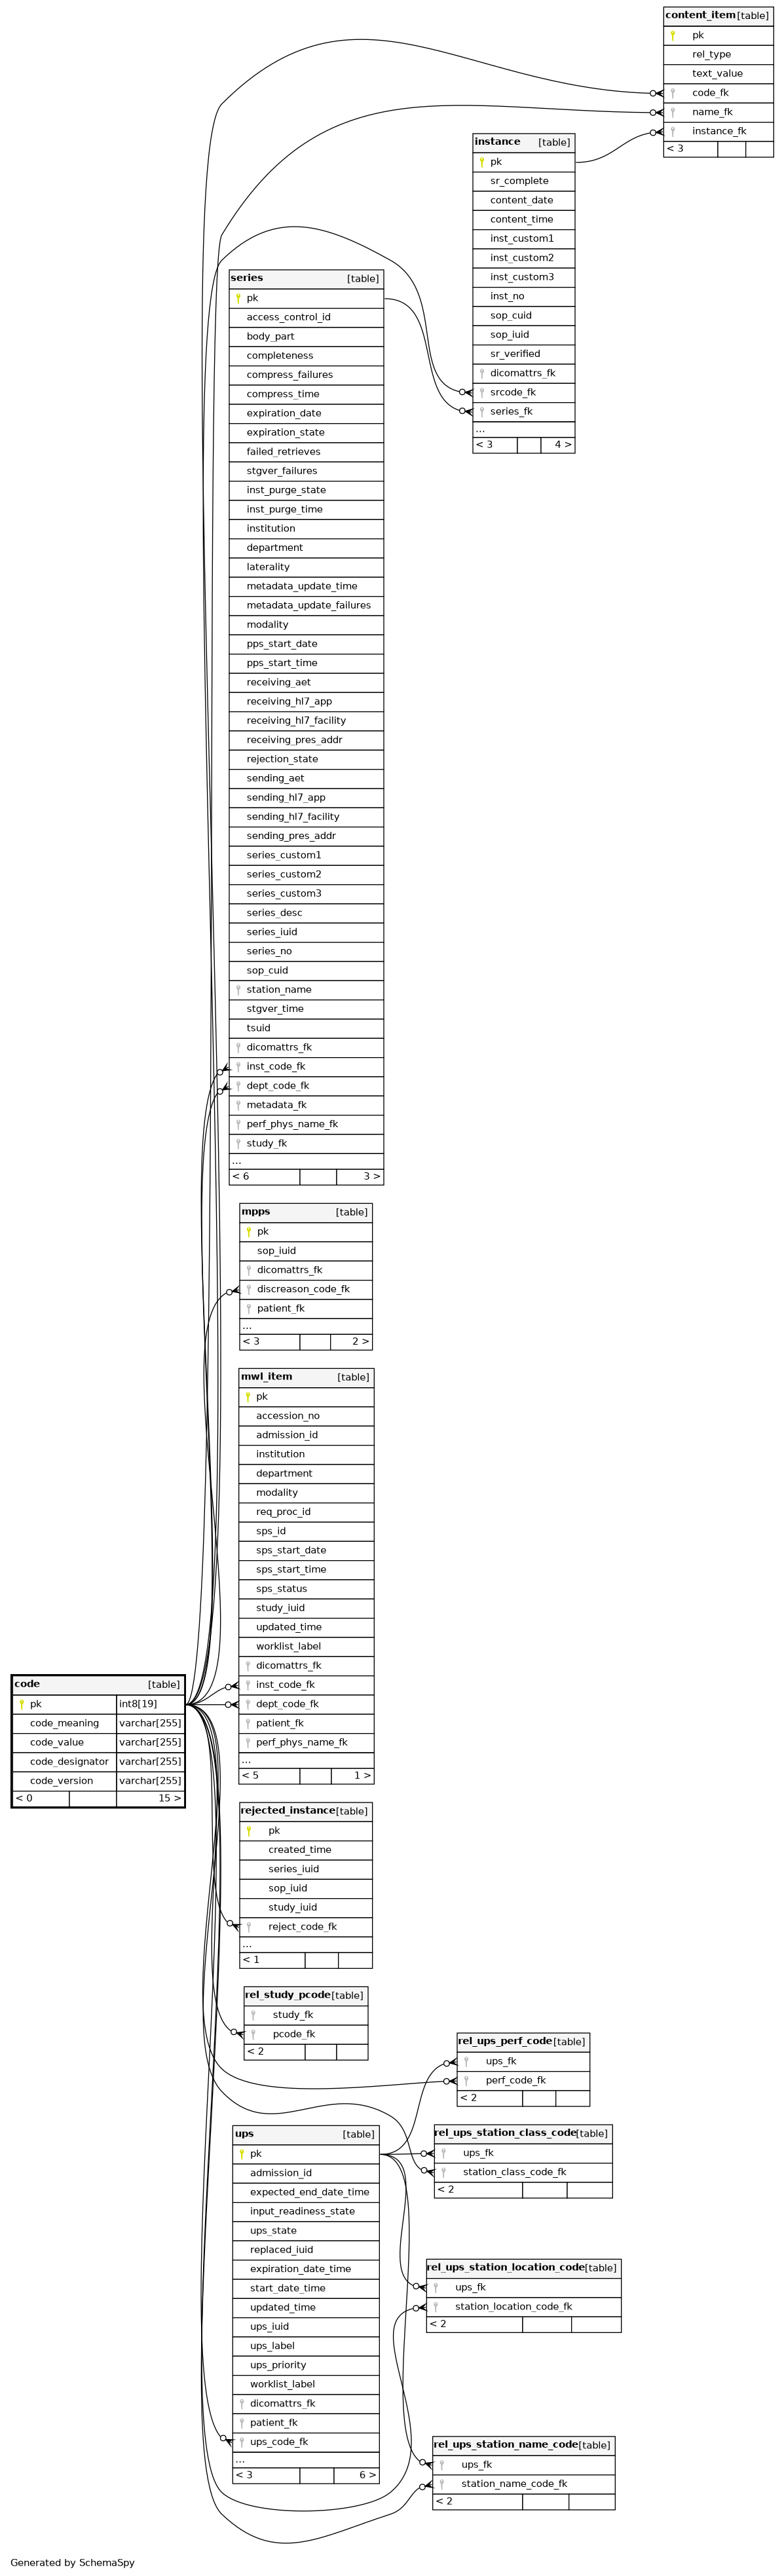 content_item [table]
pk
rel_type
text_value
code_fk
name_fk
instance_fk
< 3
instance [table]
pk
sr_complete
content_date
content_time
inst_custom1
inst_custom2
inst_custom3
inst_no
sop_cuid
sop_iuid
sr_verified
dicomattrs_fk
srcode_fk
series_fk
...
< 3 4 >
series [table]
pk
access_control_id
body_part
completeness
compress_failures
compress_time
expiration_date
expiration_state
failed_retrieves
stgver_failures
inst_purge_state
inst_purge_time
institution
department
laterality
metadata_update_time
metadata_update_failures
modality
pps_start_date
pps_start_time
receiving_aet
receiving_hl7_app
receiving_hl7_facility
receiving_pres_addr
rejection_state
sending_aet
sending_hl7_app
sending_hl7_facility
sending_pres_addr
series_custom1
series_custom2
series_custom3
series_desc
series_iuid
series_no
sop_cuid
station_name
stgver_time
tsuid
dicomattrs_fk
inst_code_fk
dept_code_fk
metadata_fk
perf_phys_name_fk
study_fk
...
< 6 3 >
mpps [table]
pk
sop_iuid
dicomattrs_fk
discreason_code_fk
patient_fk
...
< 3 2 >
mwl_item [table]
pk
accession_no
admission_id
institution
department
modality
req_proc_id
sps_id
sps_start_date
sps_start_time
sps_status
study_iuid
updated_time
worklist_label
dicomattrs_fk
inst_code_fk
dept_code_fk
patient_fk
perf_phys_name_fk
...
< 5 1 >
code [table]
pk int8[19]
code_meaning varchar[255]
code_value varchar[255]
code_designator varchar[255]
code_version varchar[255]
< 0 15 >
rejected_instance [table]
pk
created_time
series_iuid
sop_iuid
study_iuid
reject_code_fk
...
< 1
rel_study_pcode [table]
study_fk
pcode_fk
< 2
rel_ups_perf_code [table]
ups_fk
perf_code_fk
< 2
rel_ups_station_class_code [table]
ups_fk
station_class_code_fk
< 2
ups [table]
pk
admission_id
expected_end_date_time
input_readiness_state
ups_state
replaced_iuid
expiration_date_time
start_date_time
updated_time
ups_iuid
ups_label
ups_priority
worklist_label
dicomattrs_fk
patient_fk
ups_code_fk
...
< 3 6 >
rel_ups_station_location_code [table]
ups_fk
station_location_code_fk
< 2
rel_ups_station_name_code [table]
ups_fk
station_name_code_fk
< 2
Generated by SchemaSpy